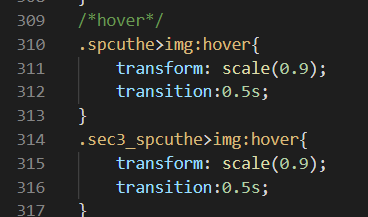 309 /*hover*/
310 .spcuthe>img:hover{
311 transform: scale(0.9);
312 transition:0.5s;
313 }
314 .sec3_spcuthe>img:hover{
315 transform: scale(0.9);
316 transition:0.5s;
317 }